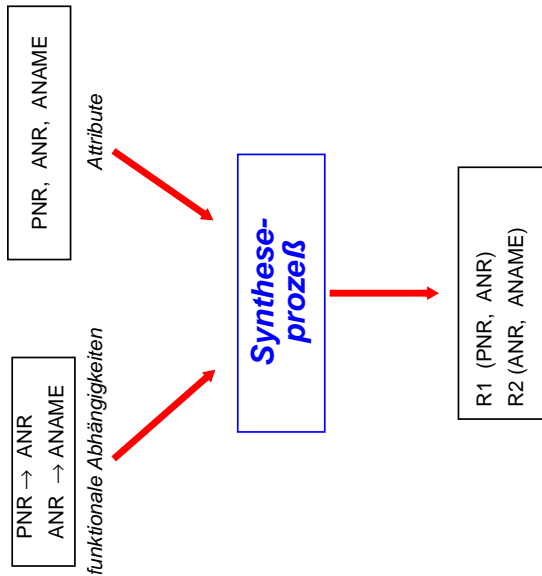 PNR → ANR
ANR → ANAME
funktionale Abhängigkeiten
PNR, ANR, ANAME
Attribute
Synthese-
prozeß
R1 (PNR, ANR)
R2 (ANR, ANAME)